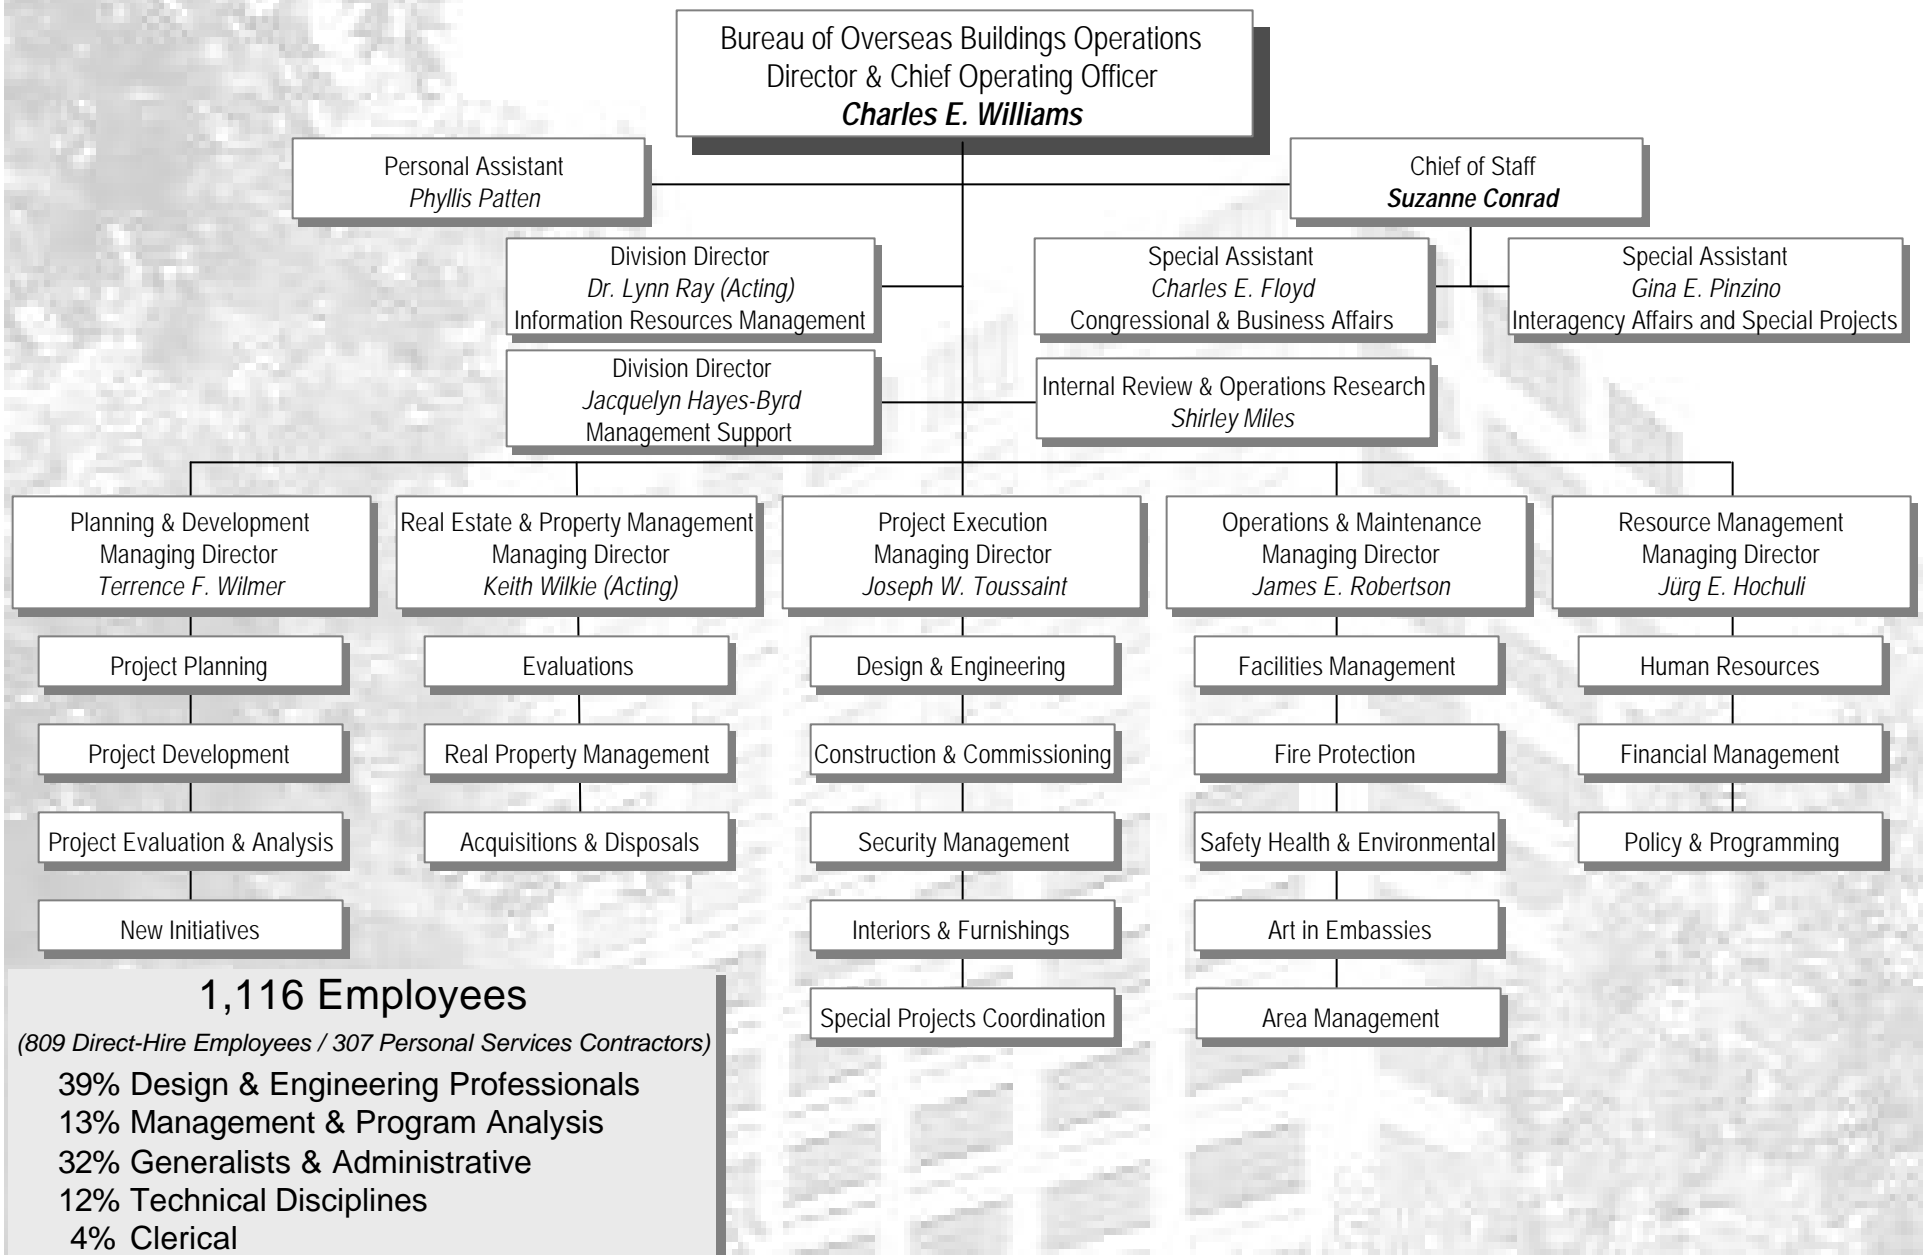 Bureau of Overseas Buildings Operations
Director & Chief Operating Officer
Charles E. Williams
Personal Assistant
Phyllis Patten
Chief of Staff
Suzanne Conrad
Division Director
Dr. Lynn Ray (Acting)
Information Resources Management
Special Assistant
Charles E. Floyd
Congressional & Business Affairs
Special Assistant
Gina E. Pinzino
Interagency Affairs and Special Projects
Division Director
Jacquelyn Hayes-Byrd
Management Support
Internal Review & Operations Research
Shirley Miles
Planning & Development
Managing Director
Terrence F. Wilmer
Project Planning
Project Development
Project Evaluation & Analysis
New Initiatives
Real Estate & Property Management
Managing Director
Keith Wilkie (Acting)
Evaluations
Real Property Management
Acquisitions & Disposals
Project Execution
Managing Director
Joseph W. Toussaint
Design & Engineering
Construction & Commissioning
Security Management
Interiors & Furnishings
Special Projects Coordination
Operations & Maintenance
Managing Director
James E. Robertson
Facilities Management
Fire Protection
Safety Health & Environmental
Art in Embassies
Area Management
Resource Management
Managing Director
Jürg E. Hochuli
Human Resources
Financial Management
Policy & Programming
1,116 Employees
(809 Direct-Hire Employees / 307 Personal Services Contractors)
39% Design & Engineering Professionals
13% Management & Program Analysis
32% Generalists & Administrative
12% Technical Disciplines
4% Clerical